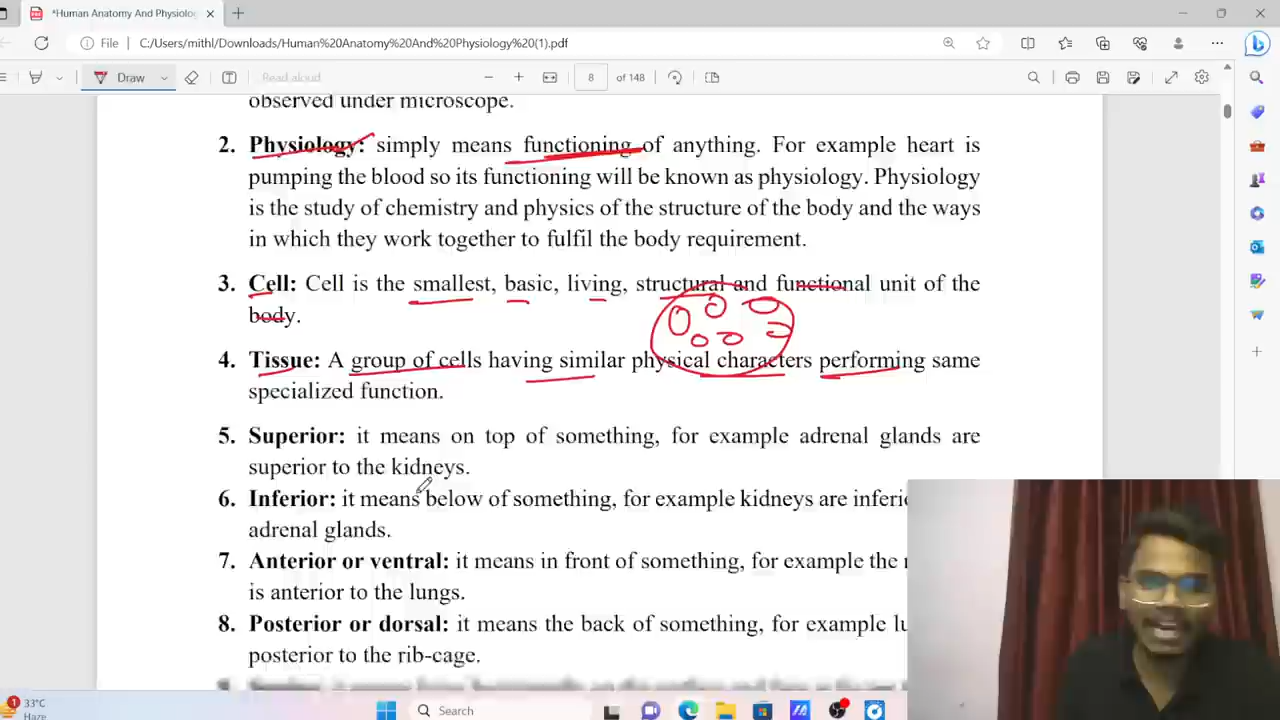 *Human Anatomy And Physiolog
File C:/Users/mithl/Downloads/Human%20Anatomy%20And%20Physiology%20(1).pdf
Draw Read aloud 8 of 148
observed under microscope.
2. Physiology: simply means functioning of anything. For example heart is
pumping the blood so its functioning will be known as physiology. Physiology
is the study of chemistry and physics of the structure of the body and the ways
in which they work together to fulfil the body requirement.
3. Cell: Cell is the smallest, basic, living, structural and functional unit of the
body.
4. Tissue: A group of cells having similar physical characters performing same
specialized function.
5. Superior: it means on top of something, for example adrenal glands are
superior to the kidneys.
6. Inferior: it means below of something, for example kidneys are inferi
adrenal glands.
7. Anterior or ventral: it means in front of something, for example the
is anterior to the lungs.
8. Posterior or dorsal: it means the back of something, for example lu
posterior to the rib-cage.
1
33°C
Haze
Search